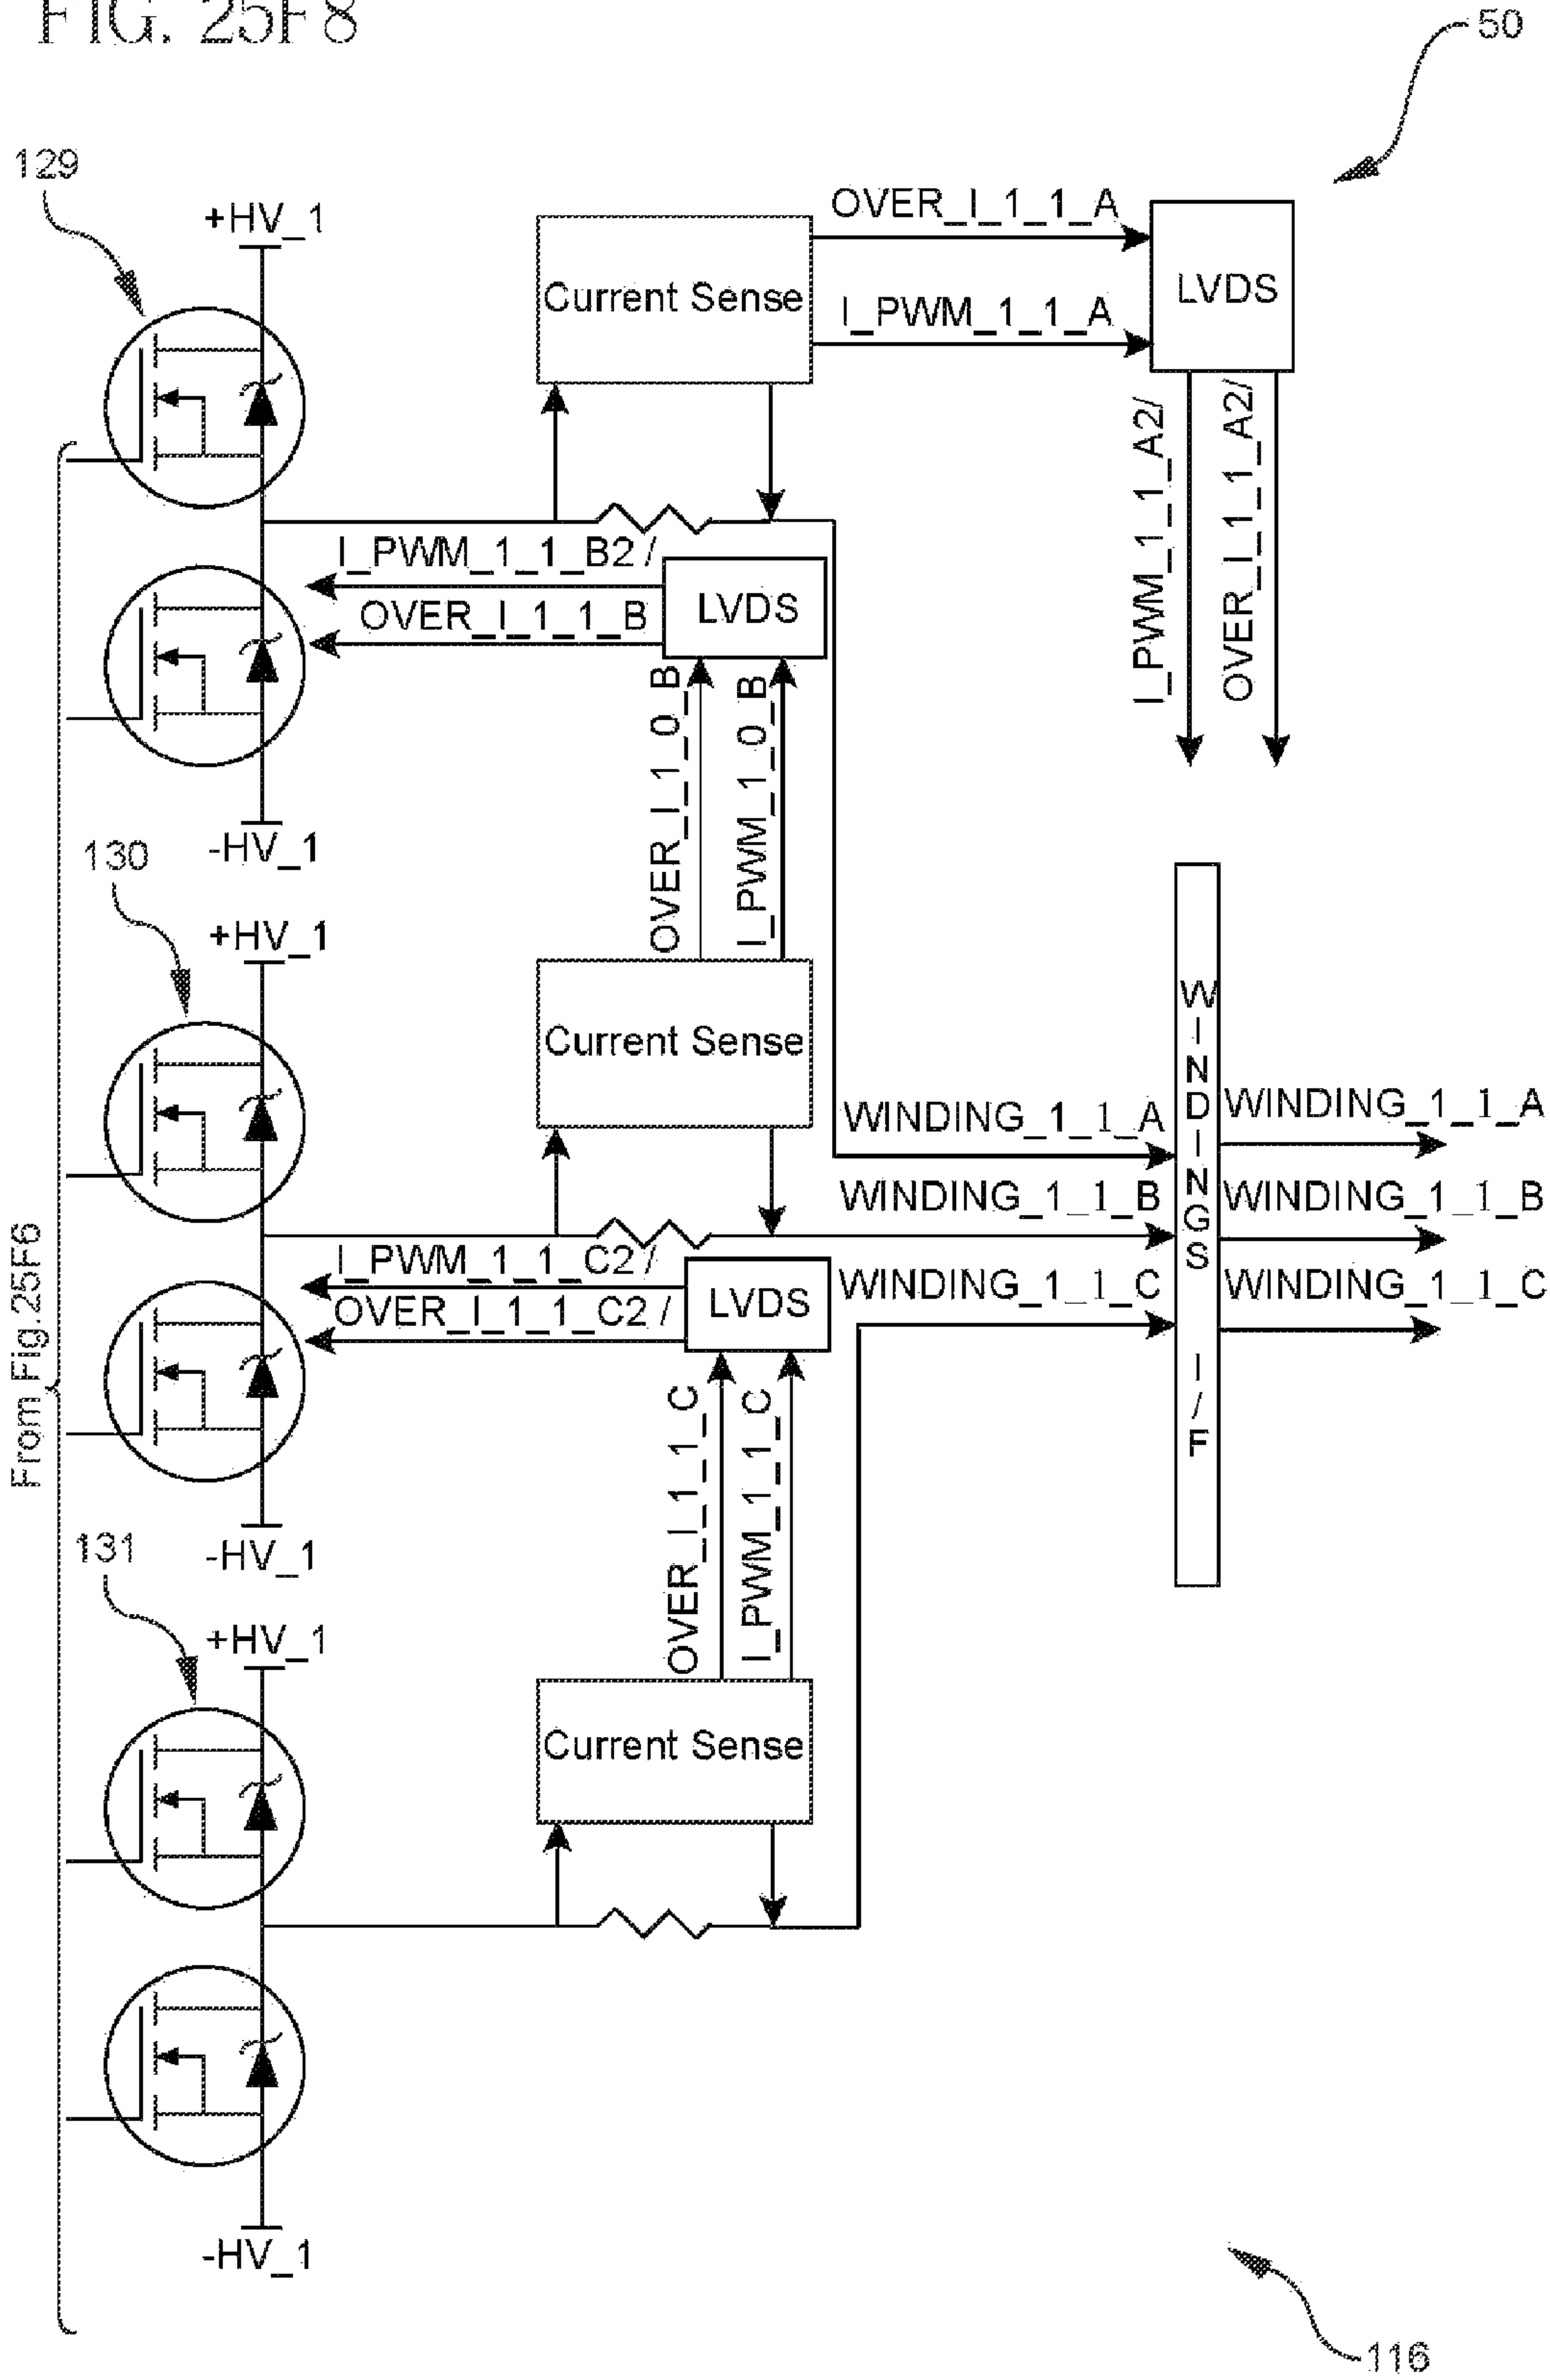 FIG. 25F8
50
129
+HV_1
OVER_I_1_1_A
Current Sense
LVDS
I_PWM_1_1_A
I_PWM_1_1_A2/
OVER_I_1_1_A2/
I_PWM_1_1_B2 /
OVER_I_1_1_B
LVDS
OVER_I_1_0_B
I_PWM_1_0_B
-HV_1
130
+HV_1
Current Sense
WINDINGS I/F
WINDING_1_1_A
WINDING_1_1_A
WINDING_1_1_B
WINDING_1_1_B
I_PWM_1_1_C2 /
OVER_I_1_1_C2 /
LVDS
WINDING_1_1_C
WINDING_1_1_C
From Fig.25F6
OVER_I_1_1_C
I_PWM_1_1_C
-HV_1
131
+HV_1
Current Sense
-HV_1
116